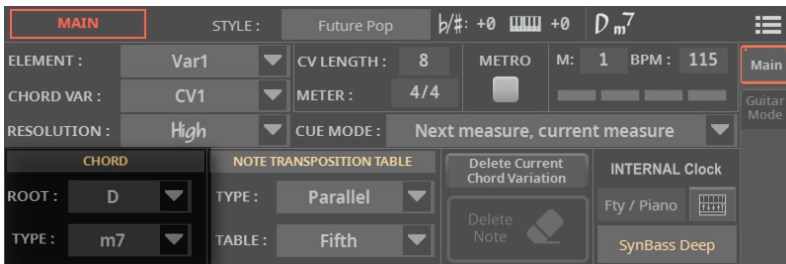 MAIN STYLE : Future Pop ♭/#: +0 +0 D m7
ELEMENT : Var1 CV LENGTH : 8 METRO M: 1 BPM : 115 Main
CHORD VAR : CV1 METER : 4/4 Guitar Mode
RESOLUTION : High CUE MODE : Next measure, current measure
CHORD NOTE TRANSPOSITION TABLE Delete Current Chord Variation INTERNAL Clock
ROOT : D TYPE : Parallel Fty / Piano
Delete Note
TYPE : m7 TABLE : Fifth SynBass Deep